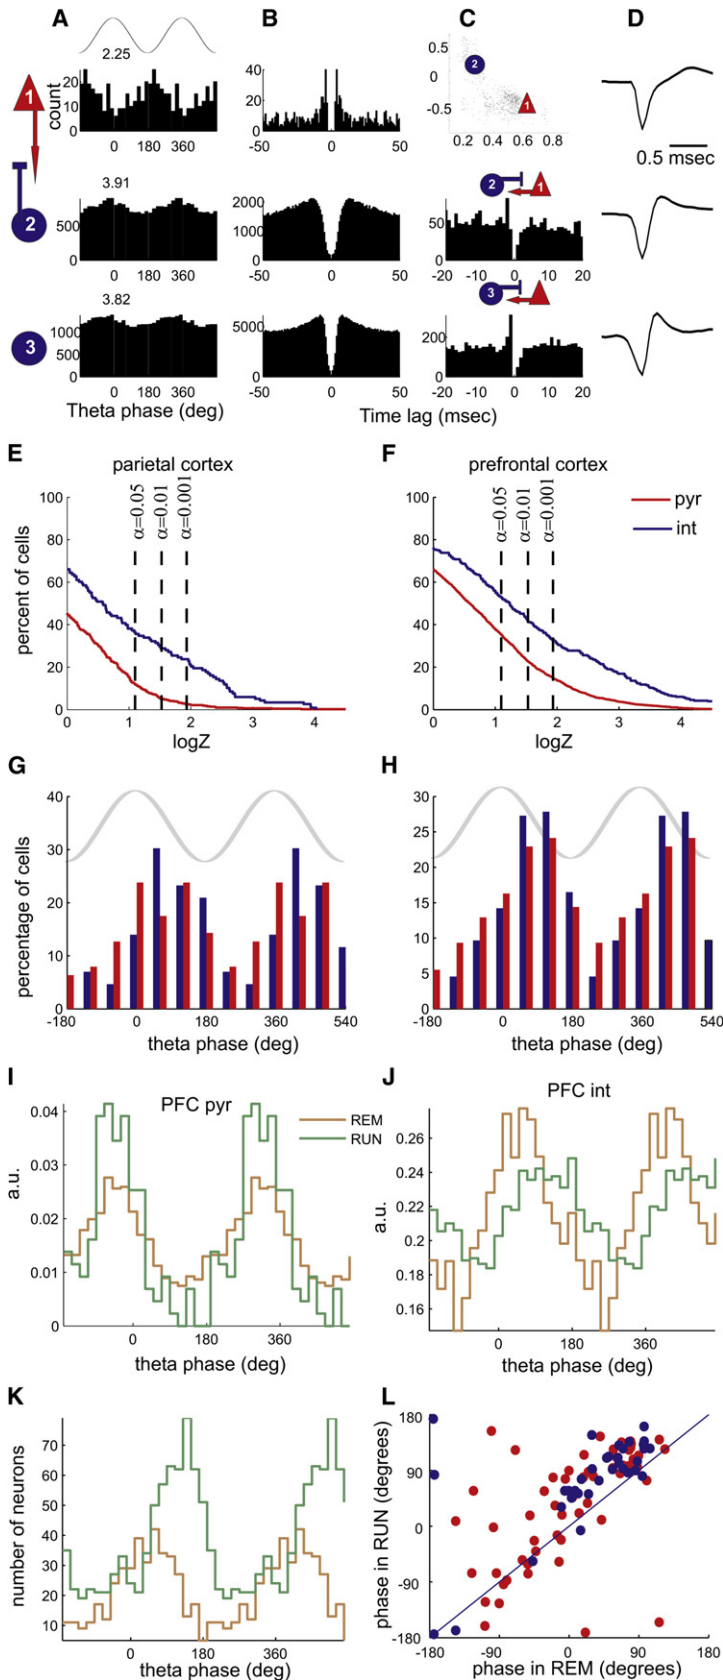 A B C D
2.25
1
count
20
10
0
0 180 360
40
20
0
-50 0 50
0.5
0
-0.5
0.2 0.4 0.6 0.8
2
1
0.5 msec
2
3.91
500
0
0 180 360
2000
1000
0
-50 0 50
2 1
50
0
-20 -10 0 10 20
3
3.82
1000
500
0
0 180 360
Theta phase (deg)
5000
0
-50 0 50
3
200
0
-20 -10 0 10 20
Time lag (msec)
E F
parietal cortex
prefrontal cortex
α=0.05
α=0.01
α=0.001
α=0.05
α=0.01
α=0.001
pyr
int
percent of cells
100
80
60
40
20
0
0 1 2 3 4
logZ
100
80
60
40
20
0
0 1 2 3 4
logZ
G H
percentage of cells
40
30
20
10
0
-180 0 180 360 540
theta phase (deg)
30
25
20
15
10
5
0
-180 0 180 360 540
theta phase (deg)
I J
PFC pyr
PFC int
REM
RUN
a.u.
0.04
0.03
0.02
0.01
0
0 180 360
theta phase (deg)
a.u.
0.26
0.24
0.22
0.2
0.18
0.16
0 180 360
theta phase (deg)
K L
number of neurons
70
60
50
40
30
20
10
0 180 360
theta phase (deg)
phase in RUN (degrees)
180
90
0
-90
-180
-180 -90 0 90 180
phase in REM (degrees)